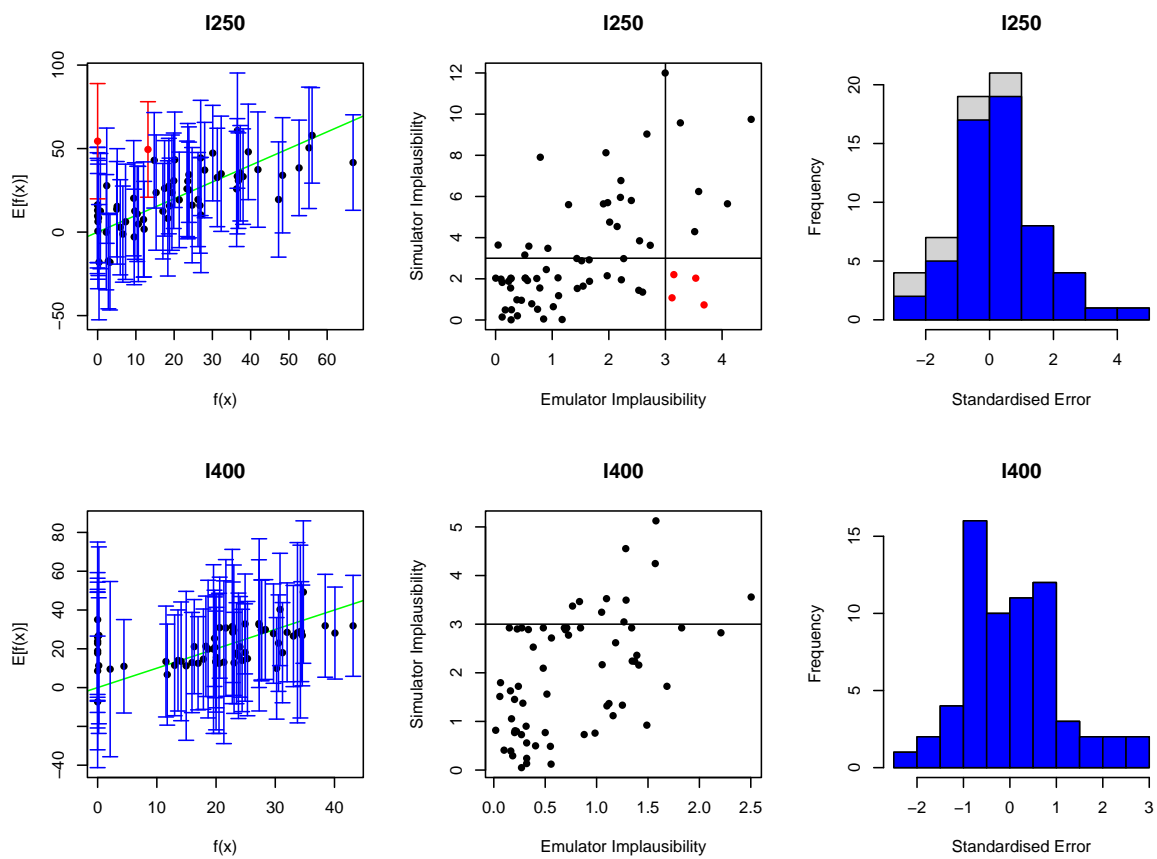 I250
I250
I250
E[f(x)]
100
50
0
−50
0 10 20 30 40 50 60
f(x)
Simulator Implausibility
12
10
8
6
4
2
0
0 1 2 3 4
Emulator Implausibility
Frequency
20
15
10
5
0
−2 0 2 4
Standardised Error
I400
I400
I400
E[f(x)]
80
60
40
20
0
−40
0 10 20 30 40
f(x)
Simulator Implausibility
5
4
3
2
1
0
0.0 0.5 1.0 1.5 2.0 2.5
Emulator Implausibility
Frequency
15
10
5
0
−2 −1 0 1 2 3
Standardised Error